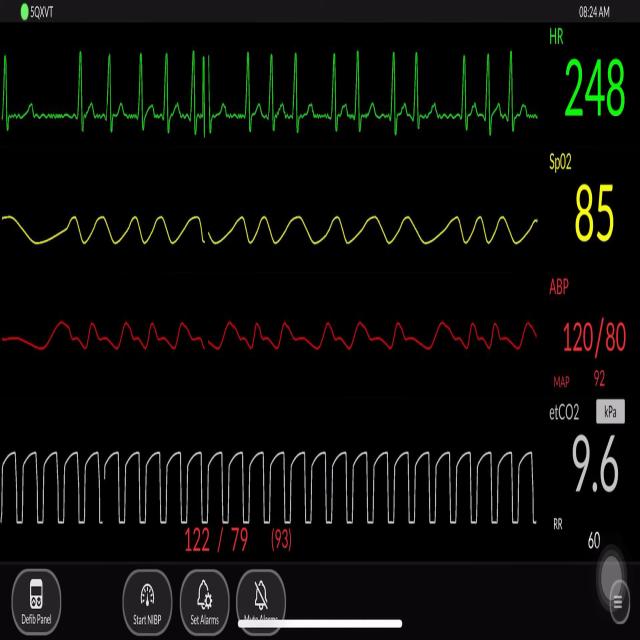 5QXVT
08:24 AM
HR
248
SpO2
85
ABP
120/80
MAP 92
etCO2 kPa
9.6
RR
60
122 / 79 (93)
Defib Panel
Start NIBP
Set Alarms
Mute Alarms